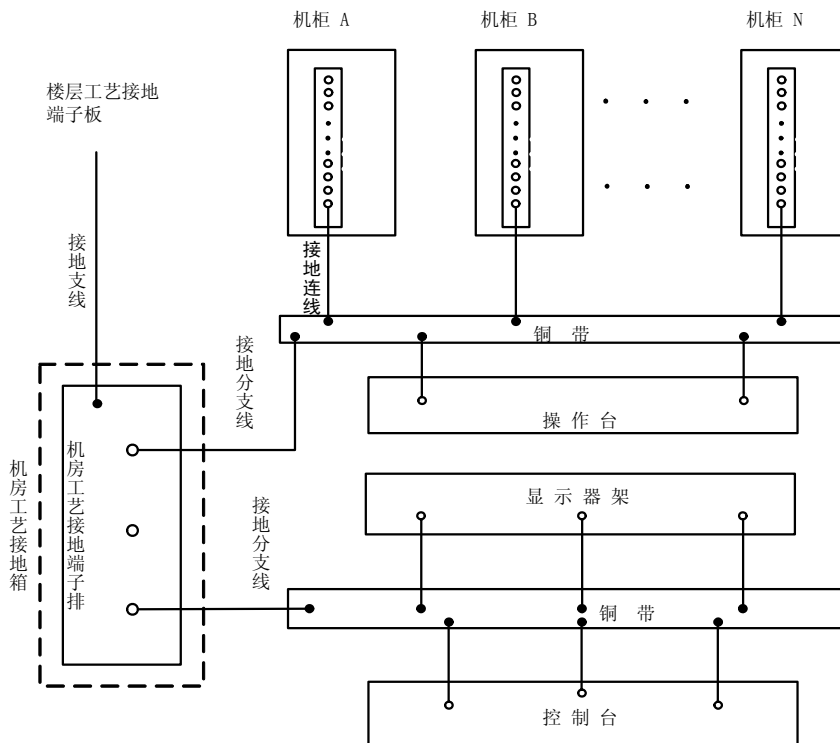 机柜 A
机柜 B
机柜 N
楼层工艺接地
端子板
接地支线
接地连线
铜 带
接地分支线
操 作 台
机房工艺接地箱
机房工艺接地端子排
显 示 器 架
接地分支线
铜 带
控 制 台